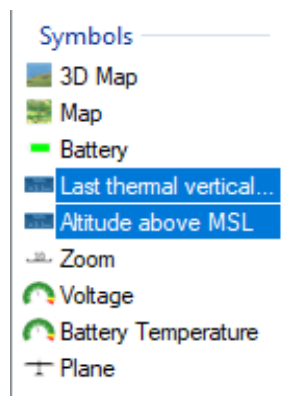 Symbols
3D Map
Map
Battery
Last thermal vertical...
Altitude above MSL
Zoom
Voltage
Battery Temperature
Plane